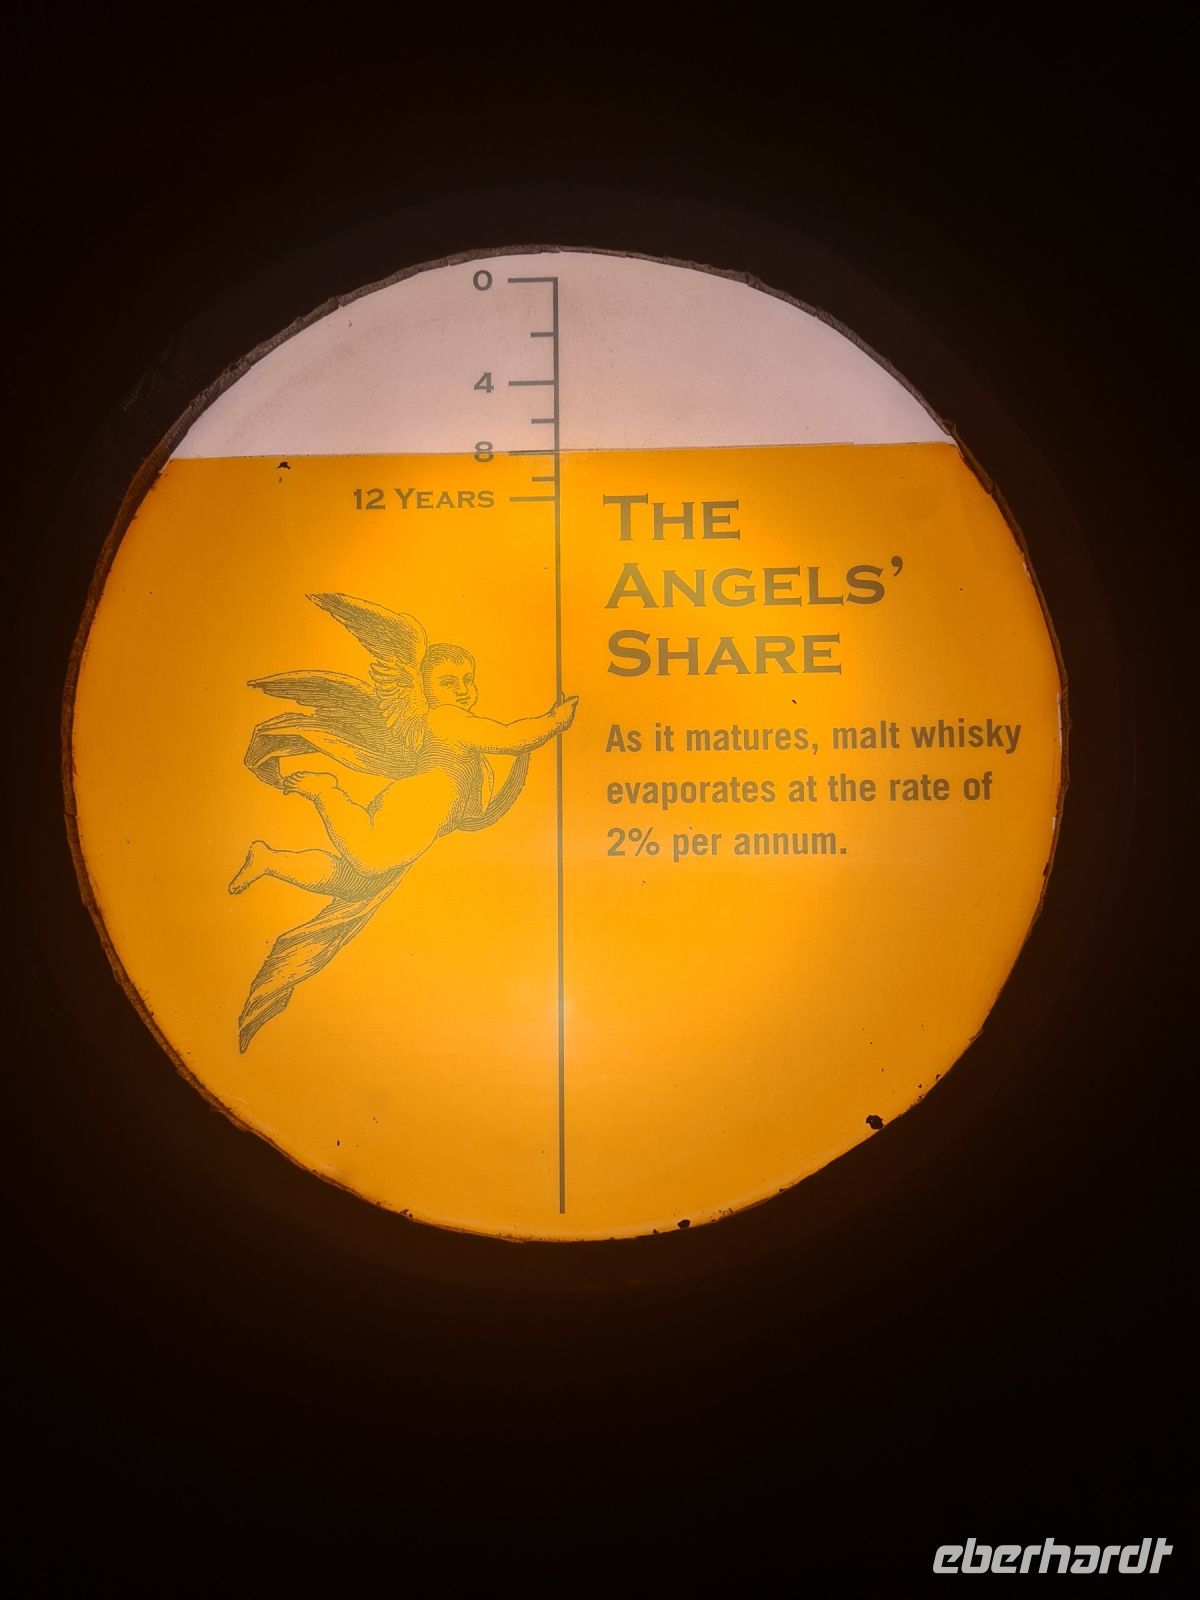 0
4
8
12 YEARS
THE
ANGELS’
SHARE
As it matures, malt whisky
evaporates at the rate of
2% per annum.
eberhardt